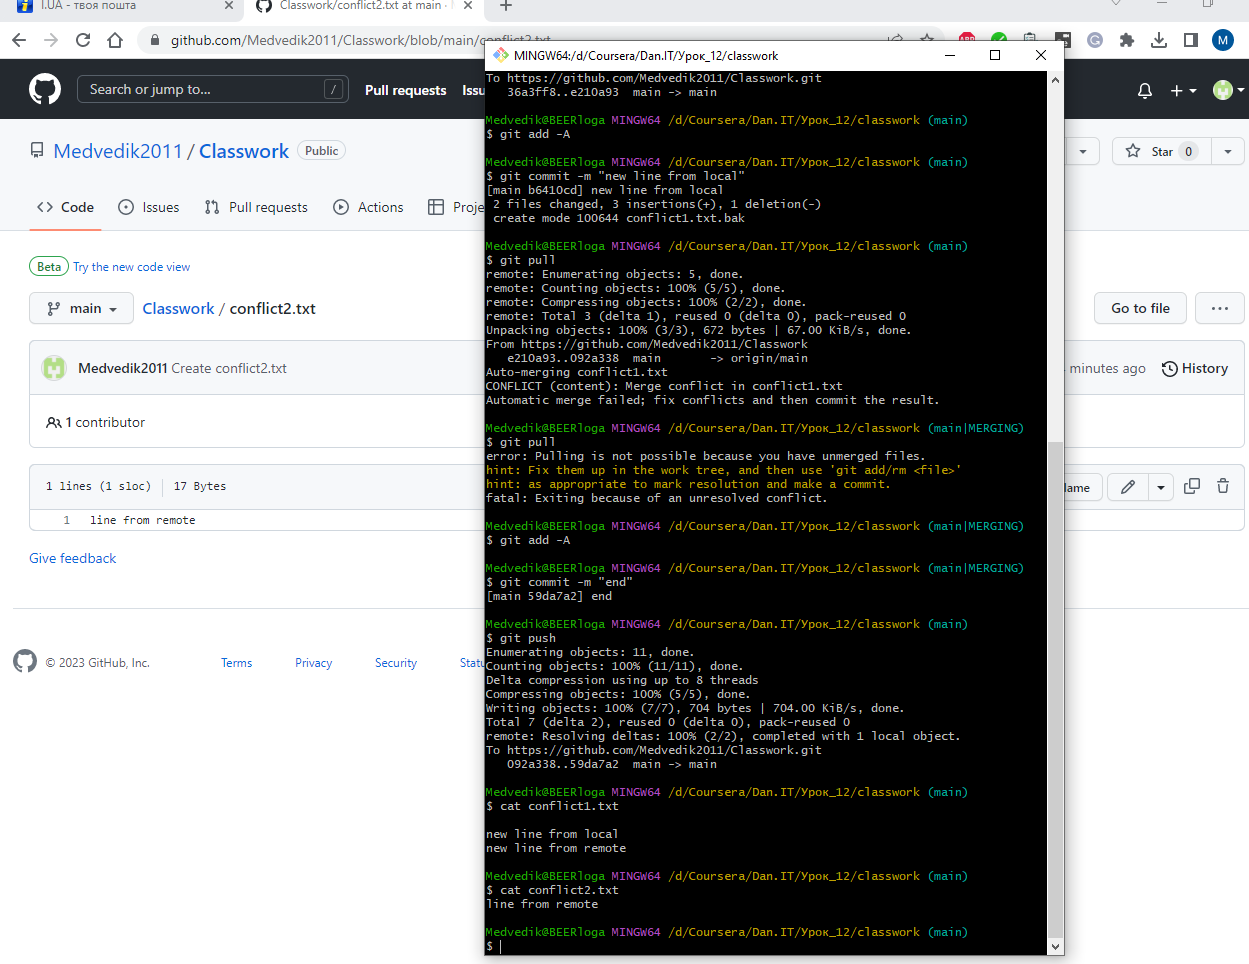 I.UA - твоя пошта
Classwork/conflict2.txt at main ·
github.com/Medvedik2011/Classwork/blob/main/conflict2.txt
M
Search or jump to...
/
Pull requests
Issu
Medvedik2011 / Classwork
Public
Star 0
Code
Issues
Pull requests
Actions
Proje
Beta
Try the new code view
main
Classwork / conflict2.txt
Go to file
...
Medvedik2011 Create conflict2.txt
minutes ago
History
1 contributor
1 lines (1 sloc)
17 Bytes
lame
1 line from remote
Give feedback
© 2023 GitHub, Inc.
Terms
Privacy
Security
Statu
MINGW64:/d/Coursera/Dan.IT/Урок_12/classwork
To https://github.com/Medvedik2011/Classwork.git
36a3ff8..e210a93 main -> main
Medvedik@BEERloga MINGW64 /d/Coursera/Dan.IT/Урок_12/classwork (main)
$ git add -A
Medvedik@BEERloga MINGW64 /d/Coursera/Dan.IT/Урок_12/classwork (main)
$ git commit -m "new line from local"
[main b6410cd] new line from local
2 files changed, 3 insertions(+), 1 deletion(-)
create mode 100644 conflict1.txt.bak
Medvedik@BEERloga MINGW64 /d/Coursera/Dan.IT/Урок_12/classwork (main)
$ git pull
remote: Enumerating objects: 5, done.
remote: Counting objects: 100% (5/5), done.
remote: Compressing objects: 100% (2/2), done.
remote: Total 3 (delta 1), reused 0 (delta 0), pack-reused 0
Unpacking objects: 100% (3/3), 672 bytes | 67.00 KiB/s, done.
From https://github.com/Medvedik2011/Classwork
e210a93..092a338 main -> origin/main
Auto-merging conflict1.txt
CONFLICT (content): Merge conflict in conflict1.txt
Automatic merge failed; fix conflicts and then commit the result.
Medvedik@BEERloga MINGW64 /d/Coursera/Dan.IT/Урок_12/classwork (main|MERGING)
$ git pull
error: Pulling is not possible because you have unmerged files.
hint: Fix them up in the work tree, and then use 'git add/rm <file>'
hint: as appropriate to mark resolution and make a commit.
fatal: Exiting because of an unresolved conflict.
Medvedik@BEERloga MINGW64 /d/Coursera/Dan.IT/Урок_12/classwork (main|MERGING)
$ git add -A
Medvedik@BEERloga MINGW64 /d/Coursera/Dan.IT/Урок_12/classwork (main|MERGING)
$ git commit -m "end"
[main 59da7a2] end
Medvedik@BEERloga MINGW64 /d/Coursera/Dan.IT/Урок_12/classwork (main)
$ git push
Enumerating objects: 11, done.
Counting objects: 100% (11/11), done.
Delta compression using up to 8 threads
Compressing objects: 100% (5/5), done.
Writing objects: 100% (7/7), 704 bytes | 704.00 KiB/s, done.
Total 7 (delta 2), reused 0 (delta 0), pack-reused 0
remote: Resolving deltas: 100% (2/2), completed with 1 local object.
To https://github.com/Medvedik2011/Classwork.git
092a338..59da7a2 main -> main
Medvedik@BEERloga MINGW64 /d/Coursera/Dan.IT/Урок_12/classwork (main)
$ cat conflict1.txt
new line from local
new line from remote
Medvedik@BEERloga MINGW64 /d/Coursera/Dan.IT/Урок_12/classwork (main)
$ cat conflict2.txt
line from remote
Medvedik@BEERloga MINGW64 /d/Coursera/Dan.IT/Урок_12/classwork (main)
$